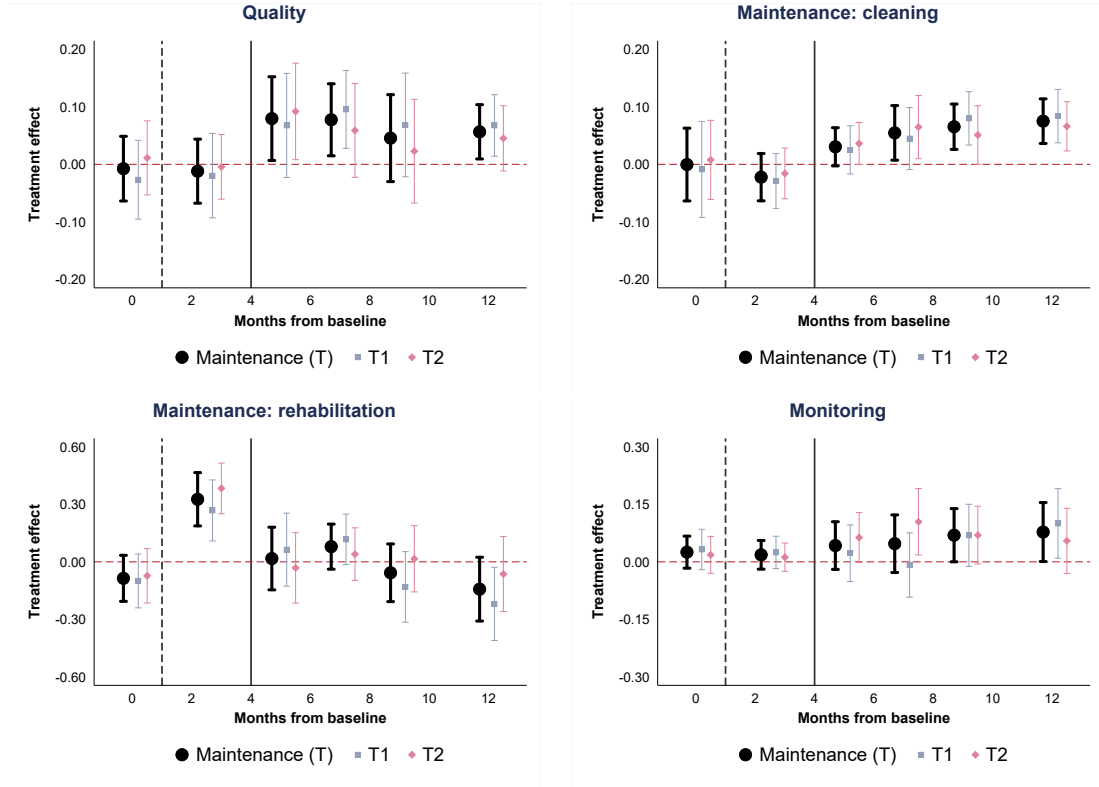 Quality
Treatment effect
0.20
0.10
0.00
-0.10
-0.20
0 2 4 6 8 10 12
Months from baseline
Maintenance (T) T1 T2
Maintenance: cleaning
Treatment effect
0.20
0.10
0.00
-0.10
-0.20
0 2 4 6 8 10 12
Months from baseline
Maintenance (T) T1 T2
Maintenance: rehabilitation
Treatment effect
0.60
0.30
0.00
-0.30
-0.60
0 2 4 6 8 10 12
Months from baseline
Maintenance (T) T1 T2
Monitoring
Treatment effect
0.30
0.15
0.00
-0.15
-0.30
0 2 4 6 8 10 12
Months from baseline
Maintenance (T) T1 T2